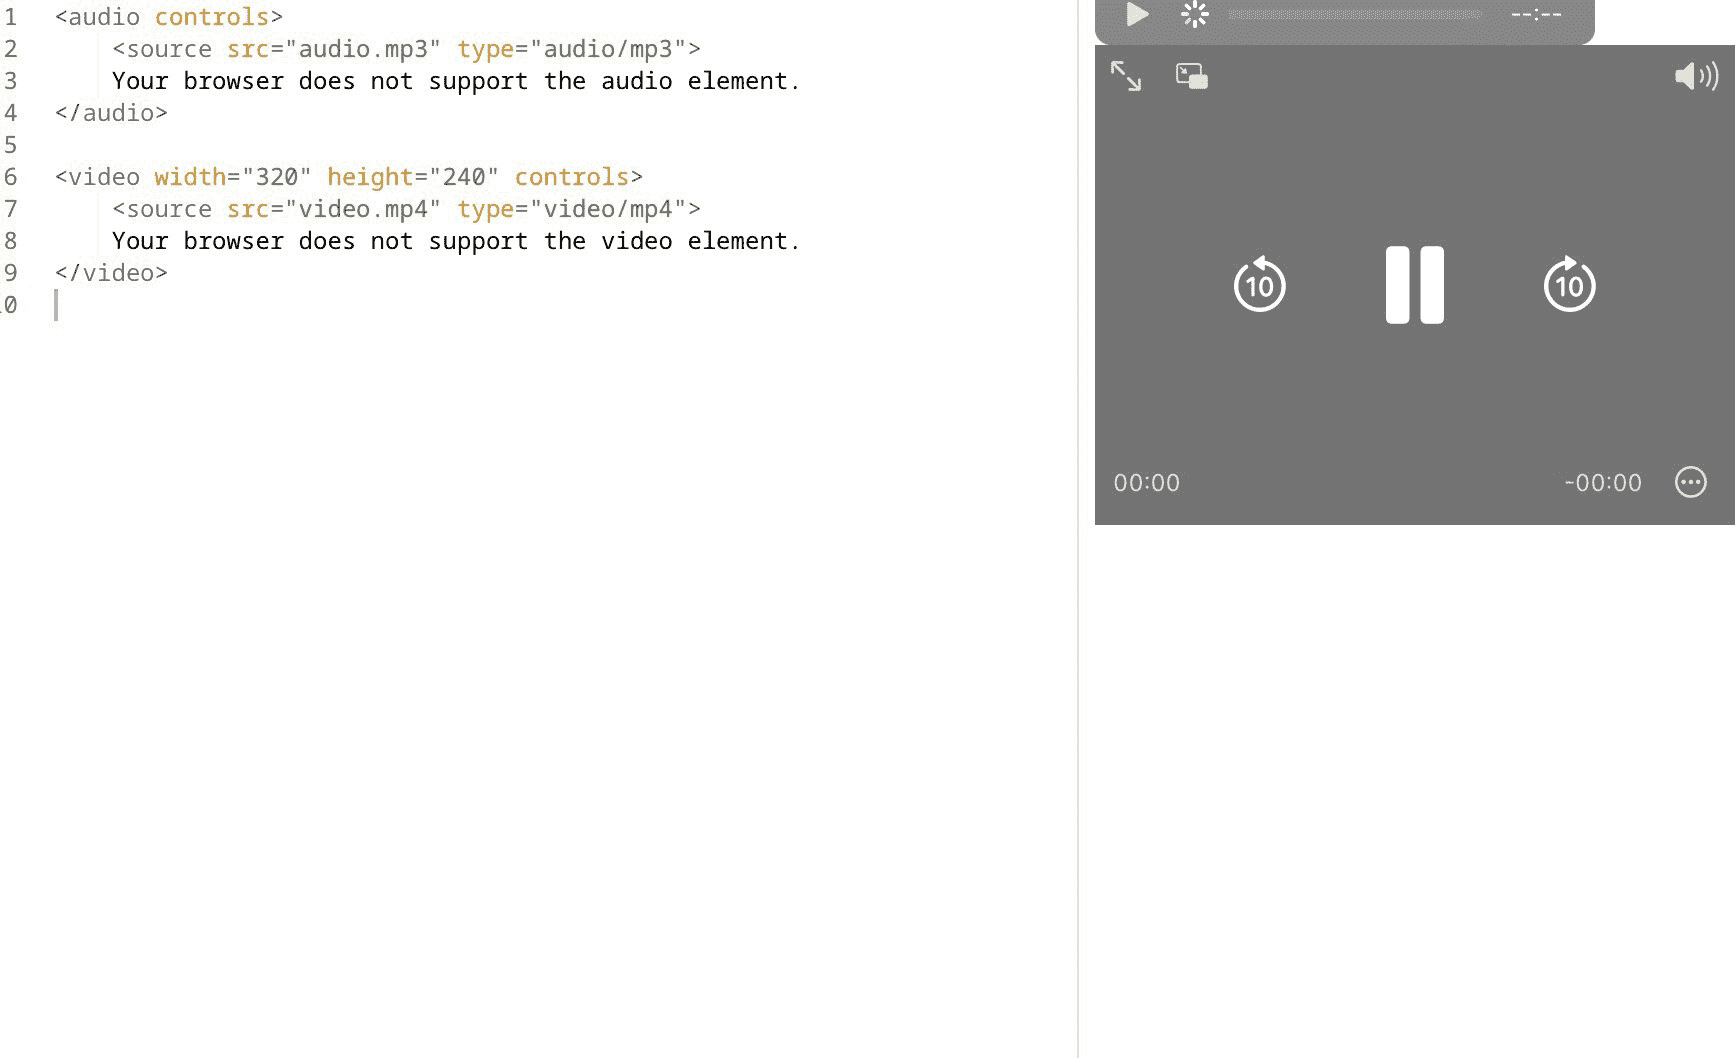 1 <audio controls>
2     <source src="audio.mp3" type="audio/mp3">
3     Your browser does not support the audio element.
4 </audio>
5
6 <video width="320" height="240" controls>
7     <source src="video.mp4" type="video/mp4">
8     Your browser does not support the video element.
9 </video>
0
--:--
10 10
00:00 -00:00